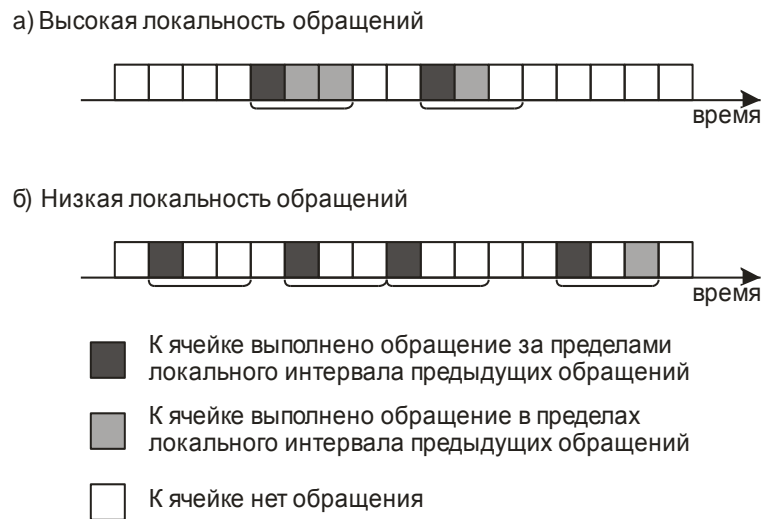 а) Высокая локальность обращений
время
б) Низкая локальность обращений
время
К ячейке выполнено обращение за пределами
локального интервала предыдущих обращений
К ячейке выполнено обращение в пределах
локального интервала предыдущих обращений
К ячейке нет обращения